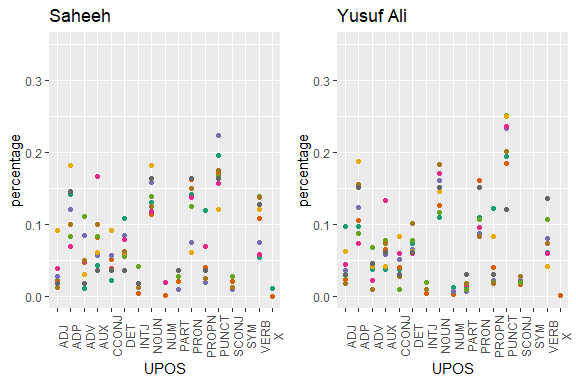 Saheeh
percentage
0.3
0.2
0.1
0.0
ADJ
ADP
ADV
AUX
CCONJ
DET
INTJ
NOUN
NUM
PART
PRON
PROPN
PUNCT
SCONJ
SYM
VERB
X
UPOS
Yusuf Ali
percentage
0.3
0.2
0.1
0.0
ADJ
ADP
ADV
AUX
CCONJ
DET
INTJ
NOUN
NUM
PART
PRON
PROPN
PUNCT
SCONJ
SYM
VERB
X
UPOS